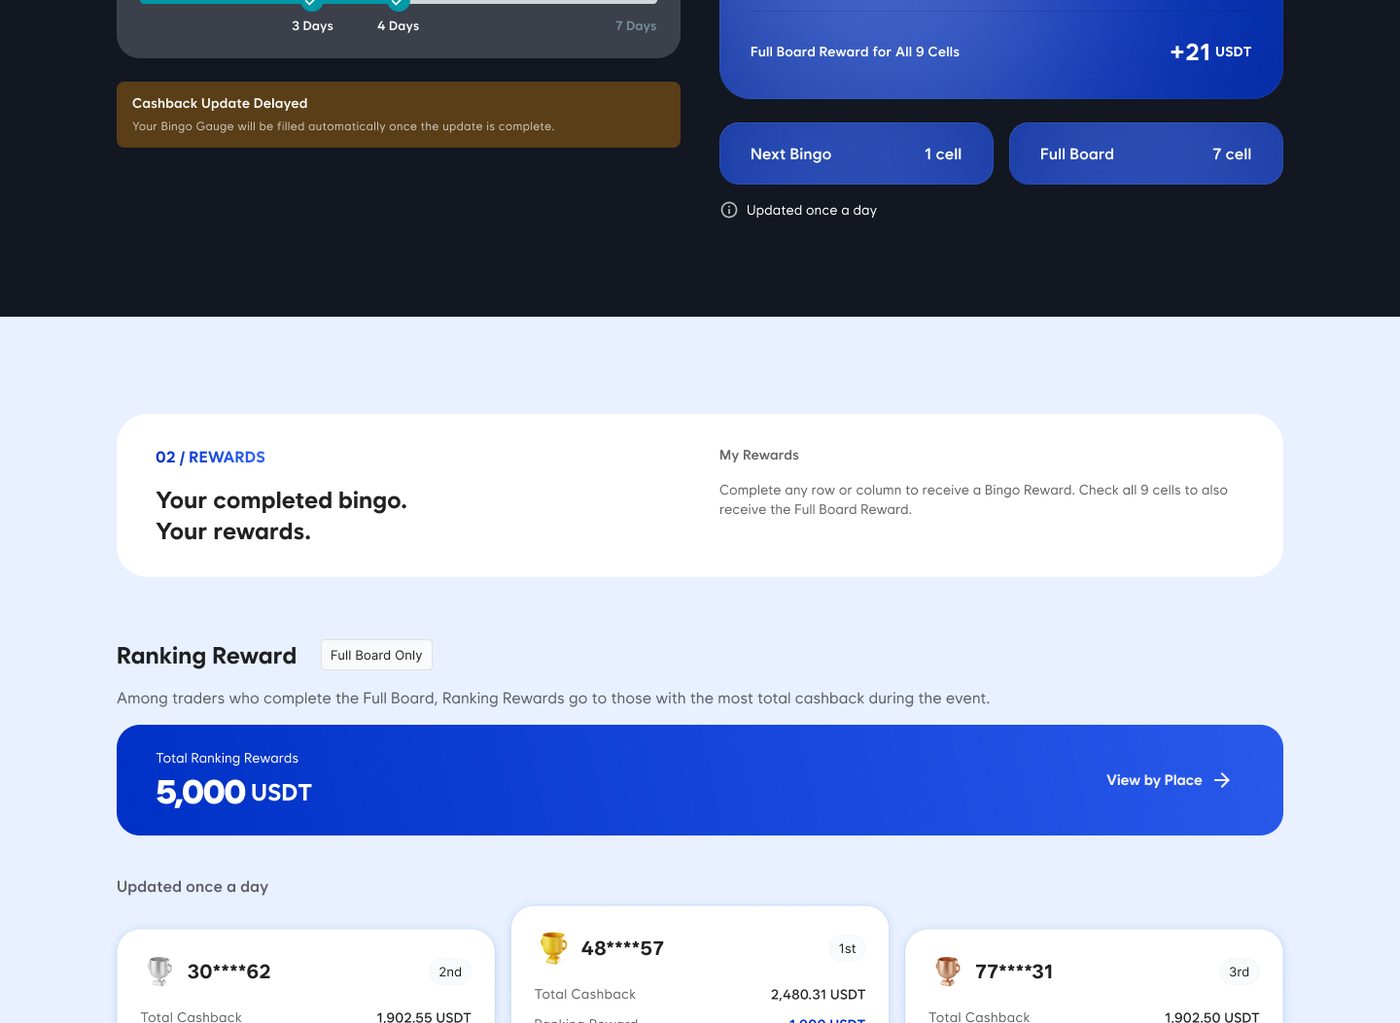 3 Days
4 Days
7 Days
Cashback Update Delayed
Your Bingo Gauge will be filled automatically once the update is complete.
Full Board Reward for All 9 Cells
+21 USDT
Next Bingo
1 cell
Full Board
7 cell
Updated once a day
02 / REWARDS
Your completed bingo.
Your rewards.
My Rewards
Complete any row or column to receive a Bingo Reward. Check all 9 cells to also
receive the Full Board Reward.
Ranking Reward
Full Board Only
Among traders who complete the Full Board, Ranking Rewards go to those with the most total cashback during the event.
Total Ranking Rewards
5,000 USDT
View by Place
Updated once a day
30****62
2nd
Total Cashback
1,902.55 USDT
48****57
1st
Total Cashback
2,480.31 USDT
Ranking Reward
1,000 USDT
77****31
3rd
Total Cashback
1,902.50 USDT